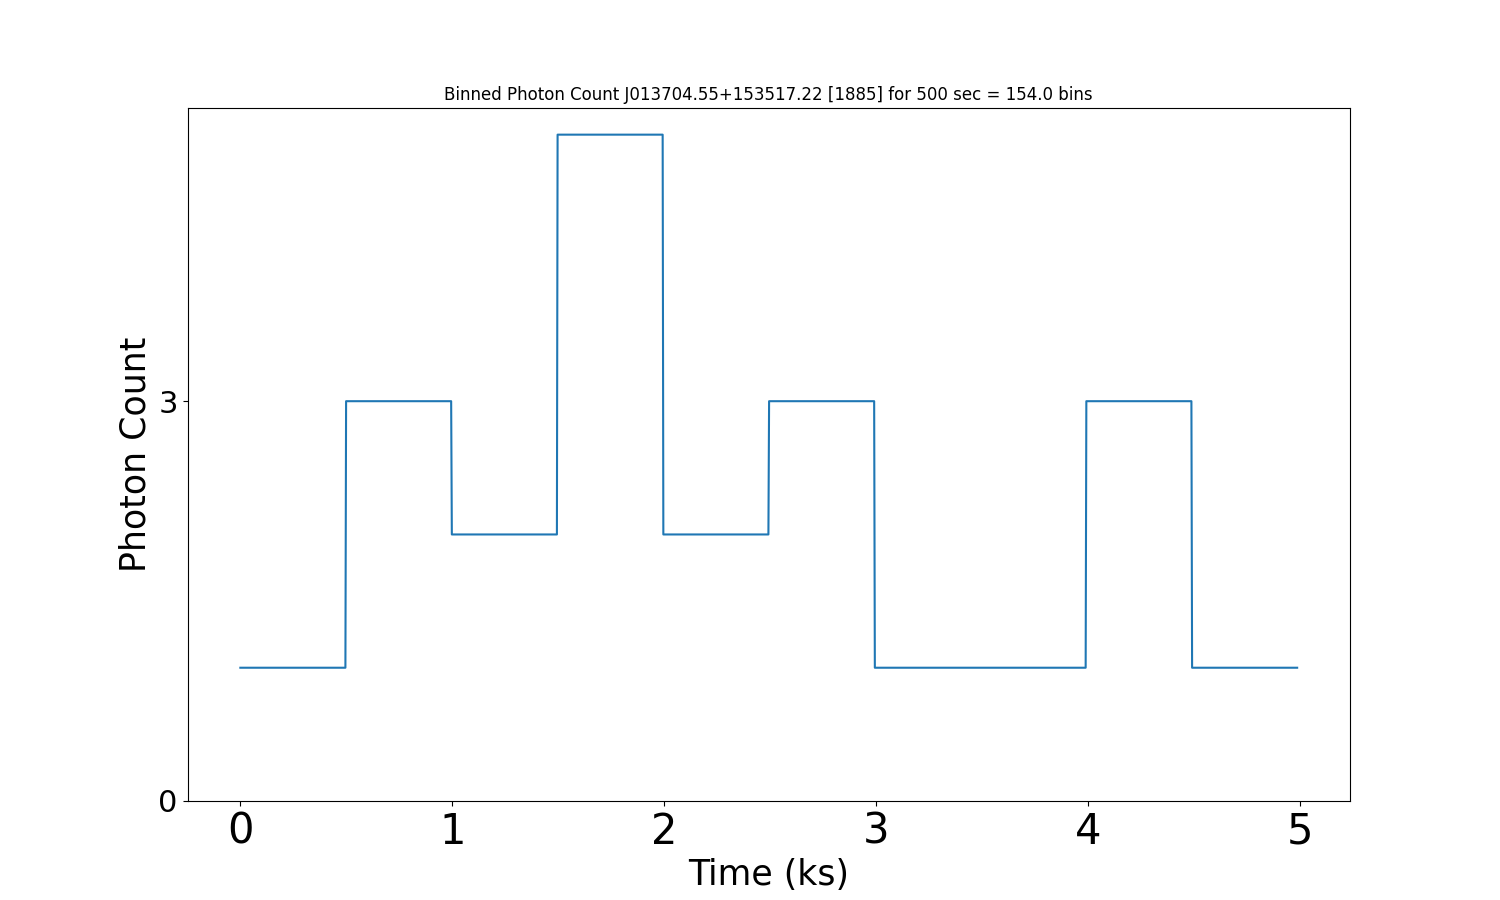 Binned Photon Count J013704.55+153517.22 [1885] for 500 sec = 154.0 bins
Photon Count
3
0
0 1 2 3 4 5
Time (ks)